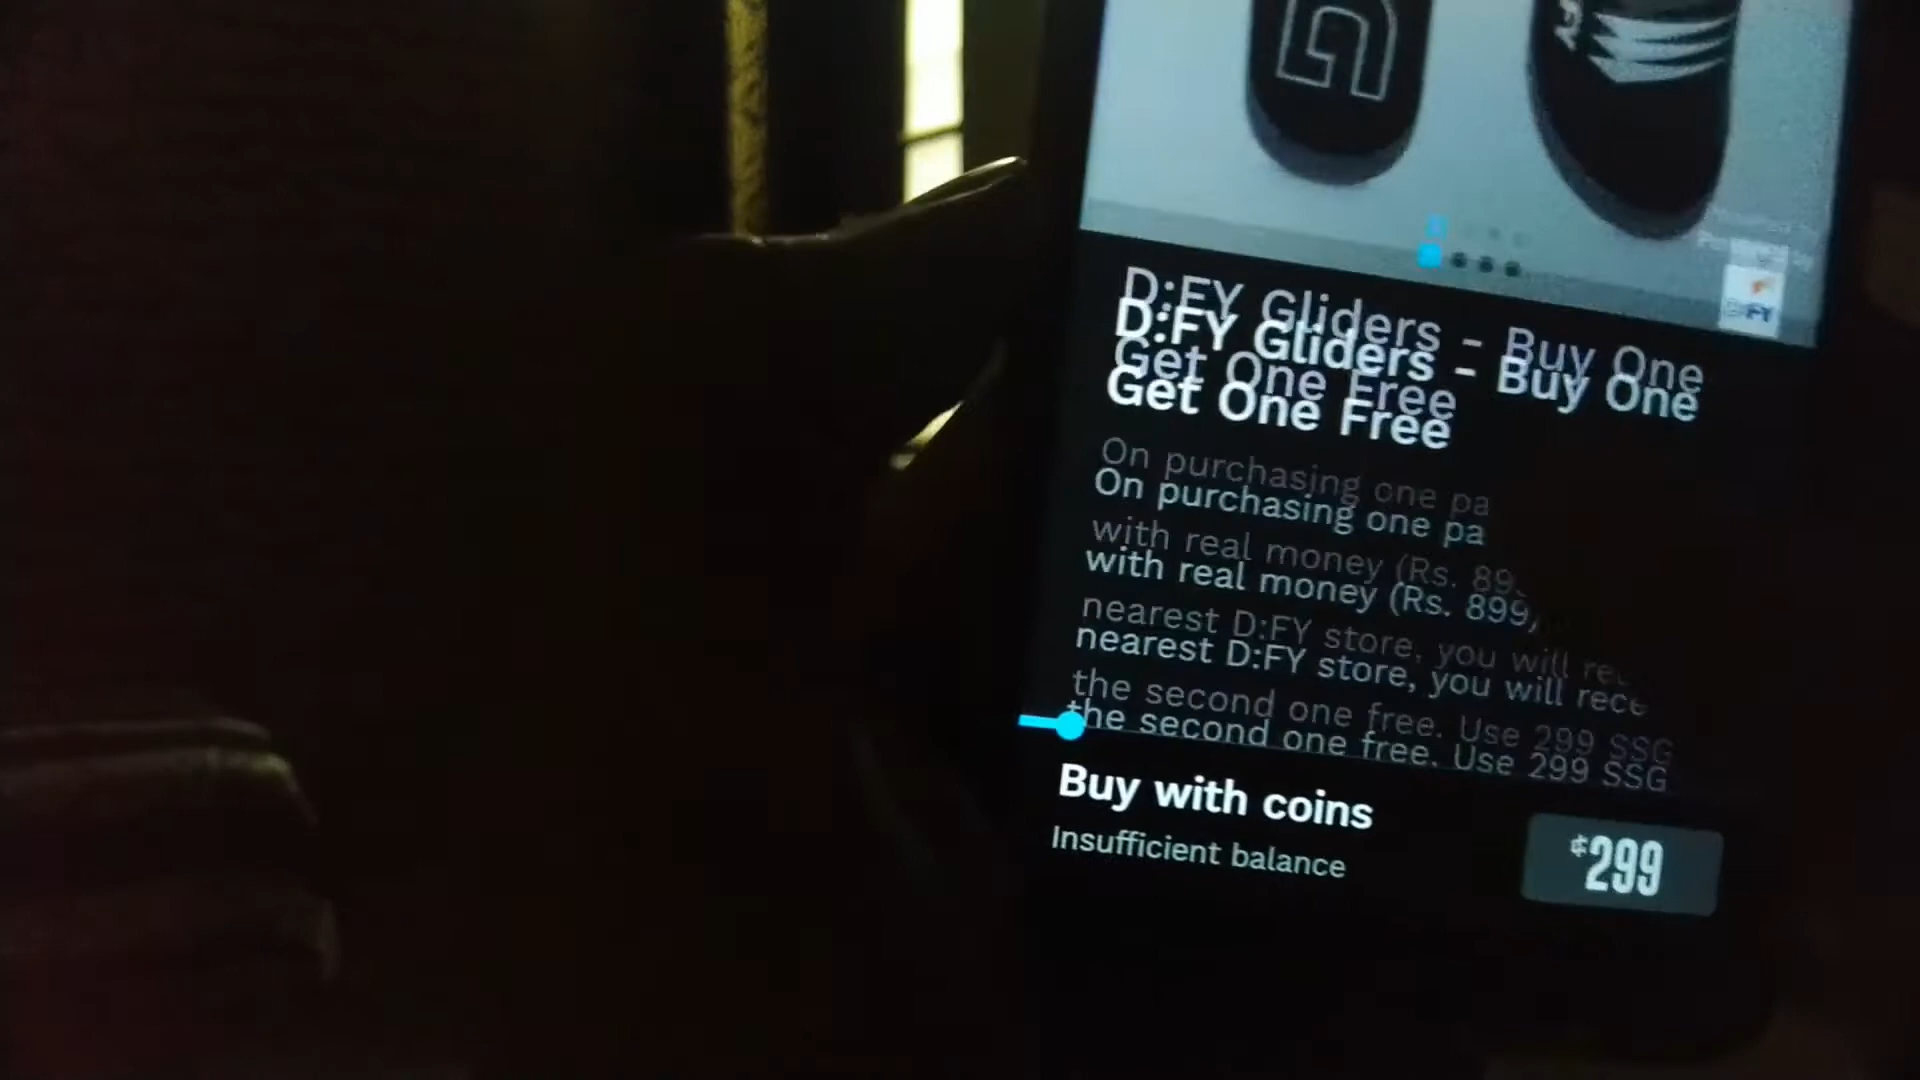 D:FY Gliders - Buy One
Get One Free
On purchasing one pa
with real money (Rs. 899/
nearest D:FY store, you will rece
the second one free. Use 299 SSG
Buy with coins
Insufficient balance
¢299